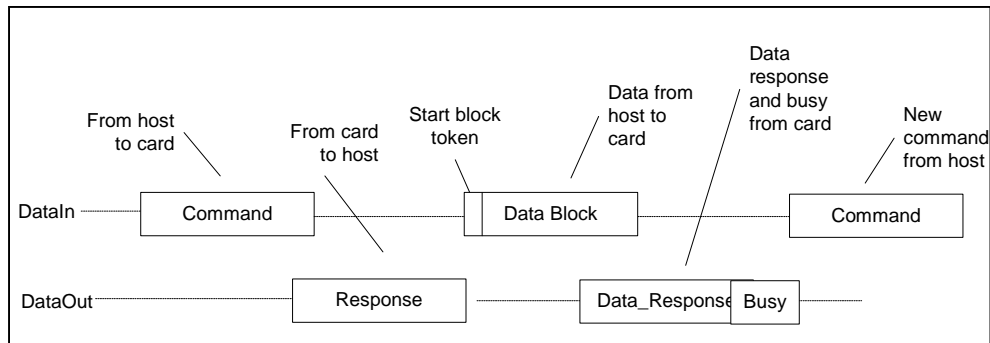 From host
to card
From card
to host
Start block
token
Data from
host to
card
Data
response
and busy
from card
New
command
from host
DataIn
Command
Data Block
Command
DataOut
Response
Data_Response
Busy